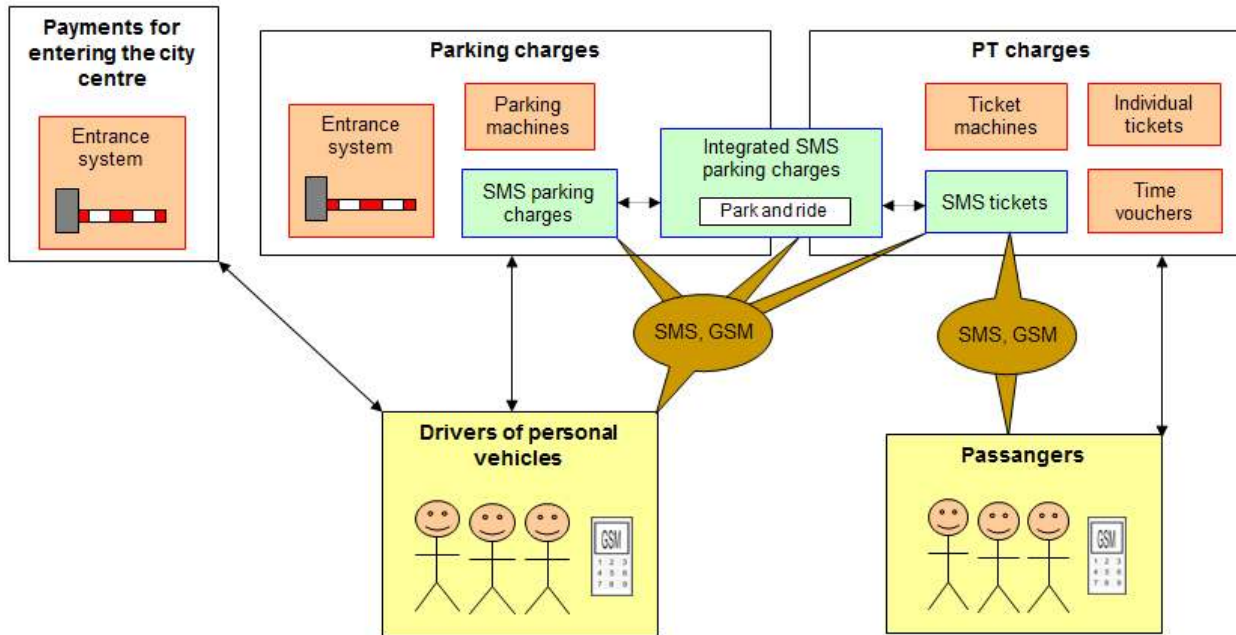 Payments for
entering the city
centre
Entrance
system
Parking charges
Entrance
system
Parking
machines
SMS parking
charges
Integrated SMS
parking charges
Park and ride
PT charges
Ticket
machines
Individual
tickets
SMS tickets
Time
vouchers
SMS, GSM
SMS, GSM
Drivers of personal
vehicles
GSM
1 2 3
4 5 6
7 8 9
Passangers
GSM
1 2 3
4 5 6
7 8 9